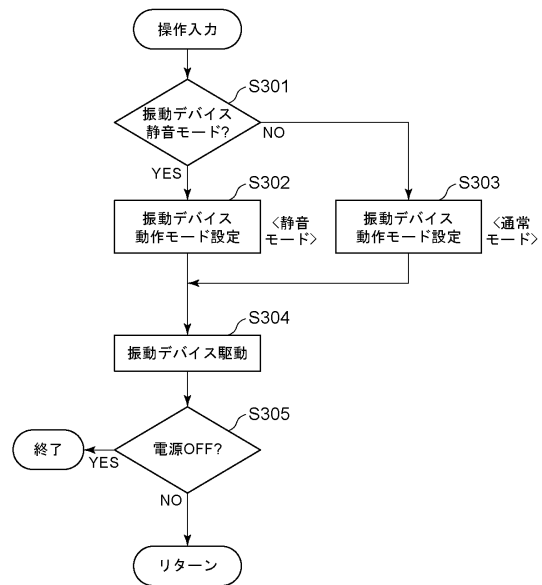 操作入力
S301
振動デバイス
静音モード?
NO
YES
S302
振動デバイス
動作モード設定
〈静音
モード〉
S303
振動デバイス
動作モード設定
〈通常
モード〉
S304
振動デバイス駆動
S305
電源OFF?
終了
YES
NO
リターン